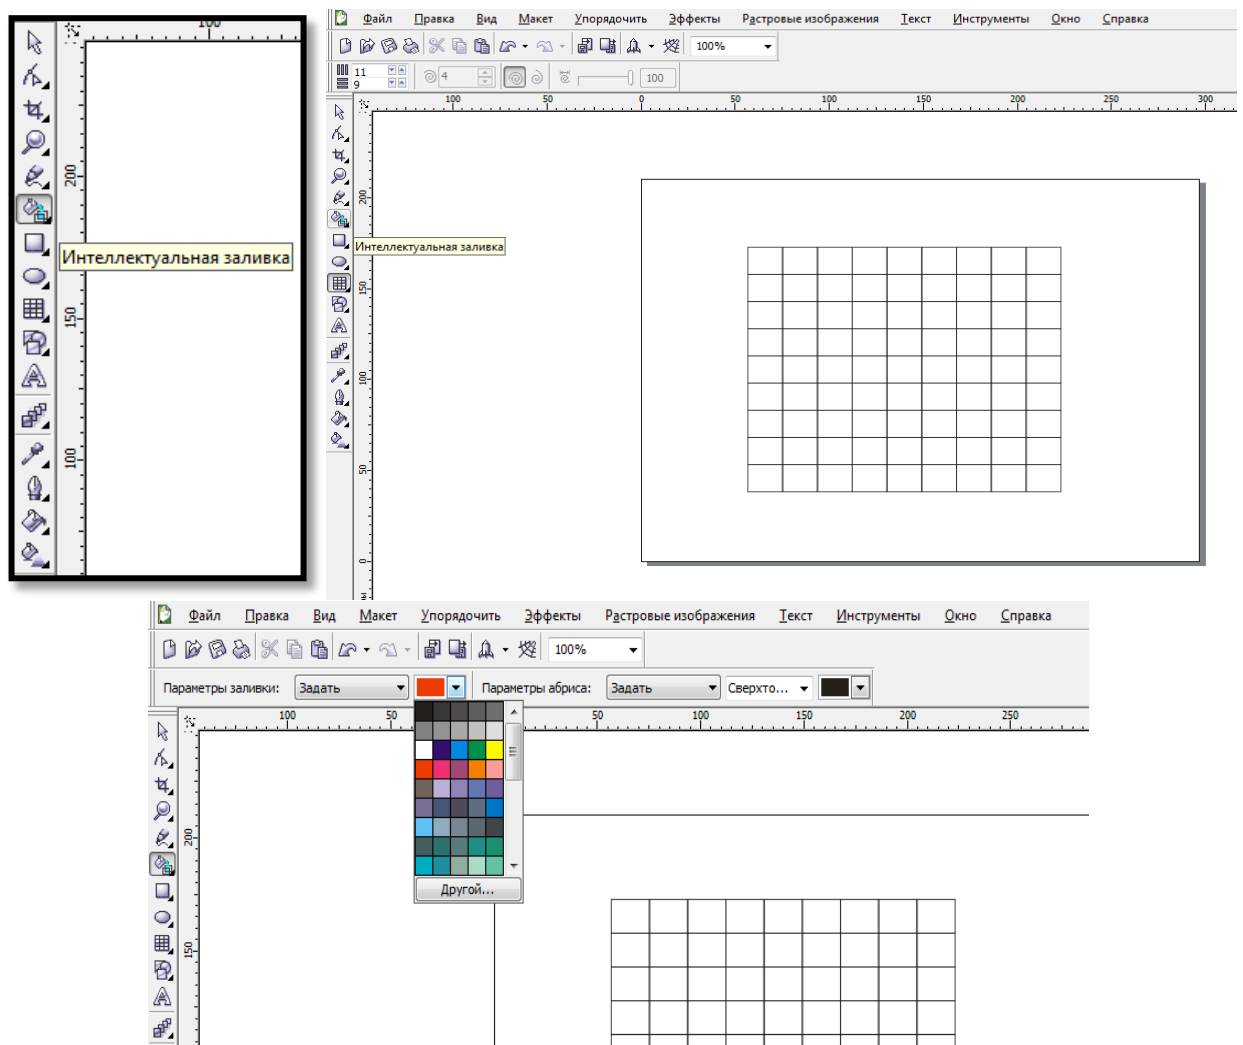 100
200
Интеллектуальная заливка
150
100
Файл Правка Вид Макет Упорядочить Эффекты Растровые изображения Текст Инструменты Окно Справка
100%
11
9
4
100
100 50 0 50 100 150 200 250 300
200
Интеллектуальная заливка
150
100
50
0
Файл Правка Вид Макет Упорядочить Эффекты Растровые изображения Текст Инструменты Окно Справка
100%
Параметры заливки: Задать Параметры абриса: Задать Сверхто...
100 50 50 100 150 200 250
200
Другой...
150